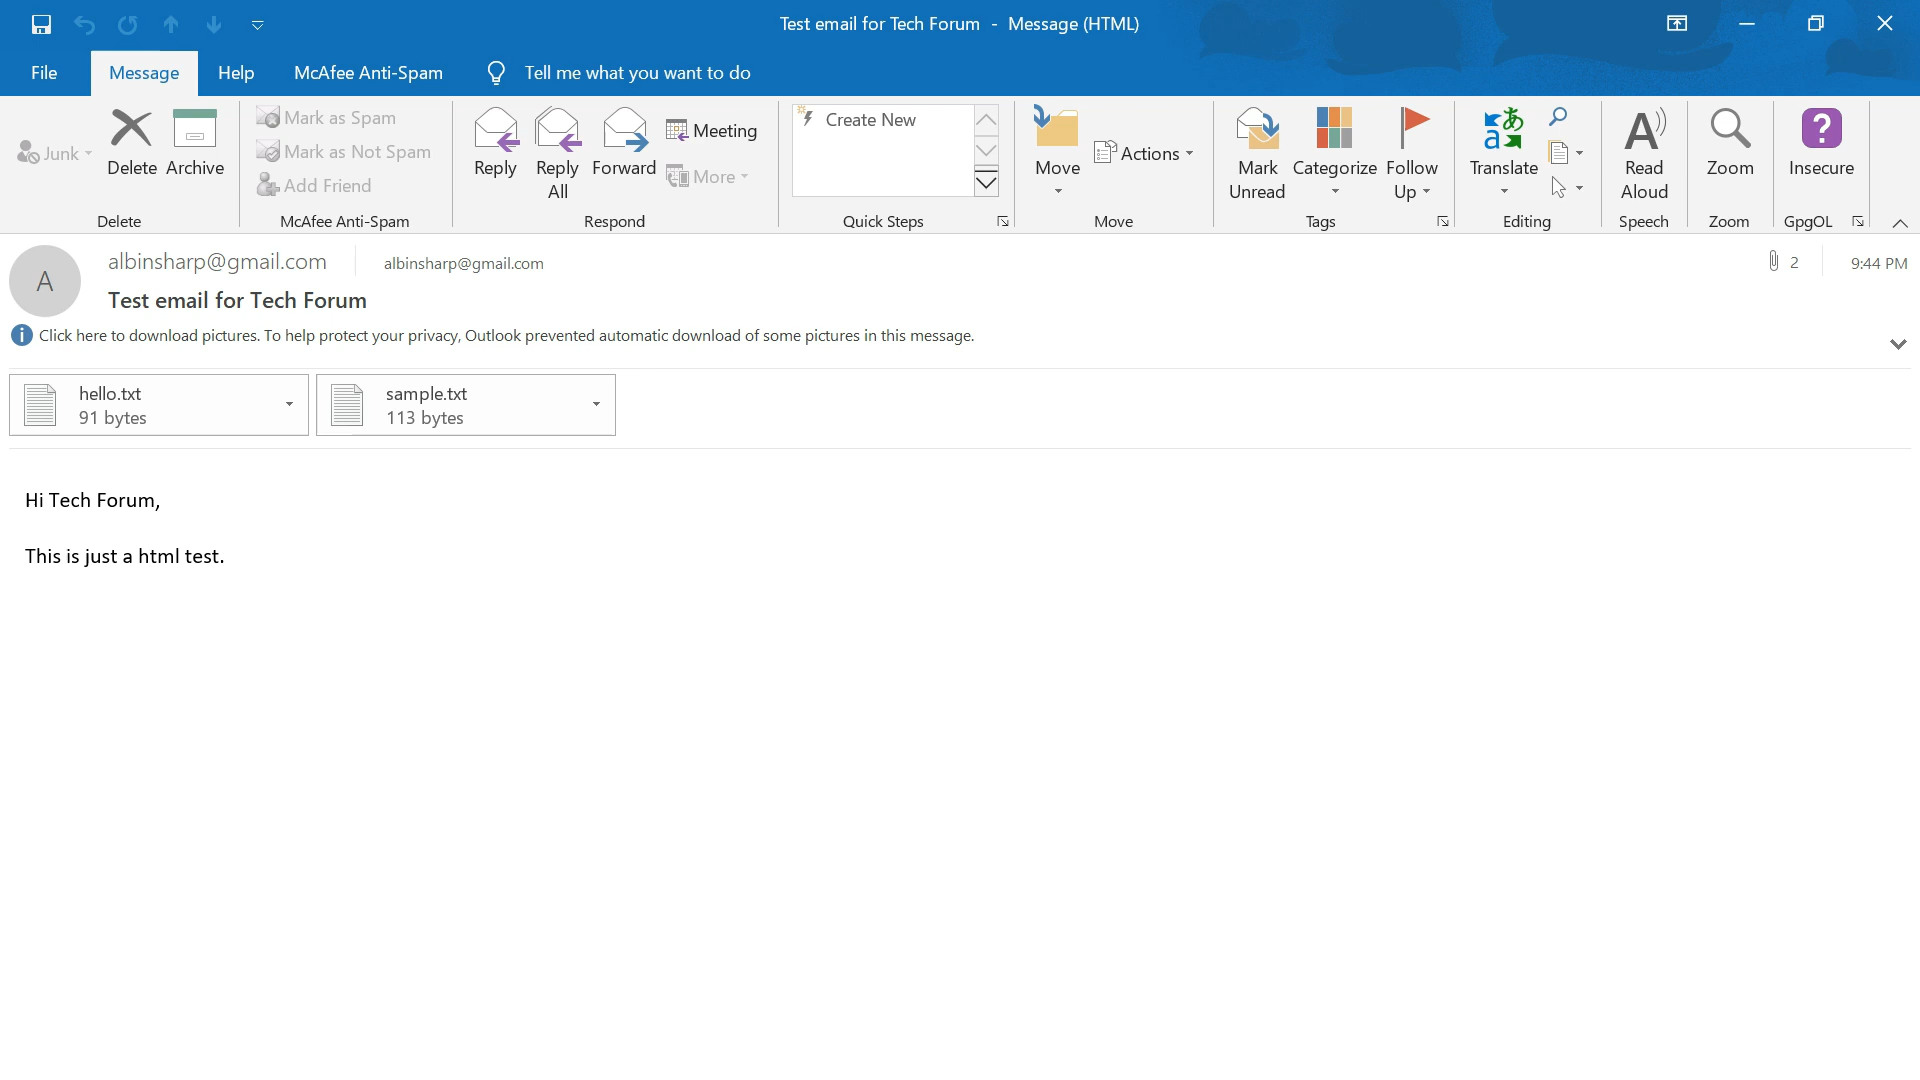 Test email for Tech Forum - Message (HTML)
File Message Help McAfee Anti-Spam Tell me what you want to do
Junk
Delete
Archive
Delete
Mark as Spam
Mark as Not Spam
Add Friend
McAfee Anti-Spam
Reply
Reply
All
Forward
Meeting
More
Respond
Create New
Quick Steps
Move
Actions
Move
Mark
Unread
Categorize
Follow
Up
Tags
Translate
Editing
Read
Aloud
Speech
Zoom
Zoom
Insecure
GpgOL
A
albinsharp@gmail.com albinsharp@gmail.com 2 9:44 PM
Test email for Tech Forum
Click here to download pictures. To help protect your privacy, Outlook prevented automatic download of some pictures in this message.
hello.txt
91 bytes
sample.txt
113 bytes
Hi Tech Forum,
This is just a html test.